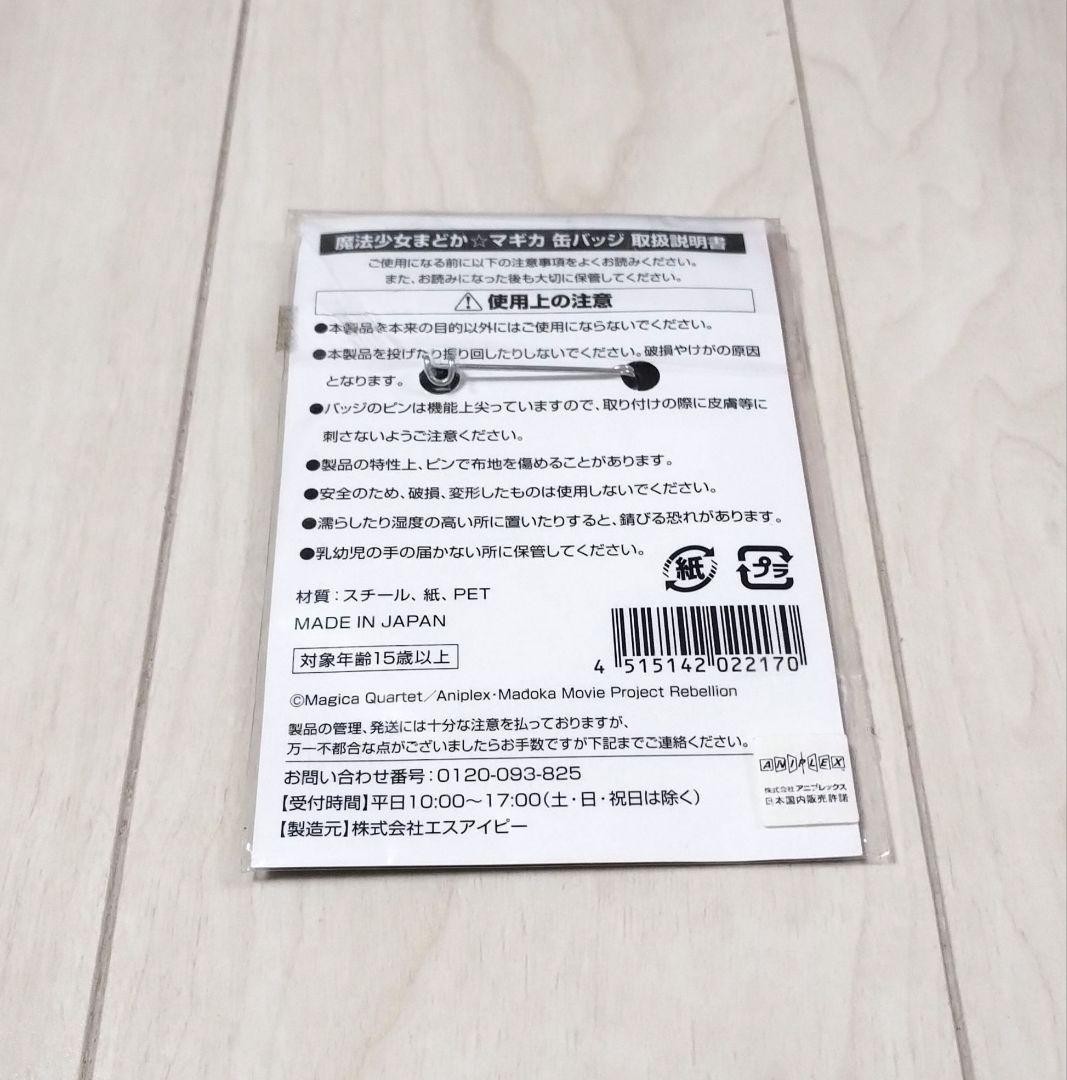 魔法少女まどか☆マギカ 缶バッジ 取扱説明書
ご使用になる前に以下の注意事項をよくお読みください。
また、お読みになった後も大切に保管してください。
使用上の注意
●本製品を本来の目的以外にはご使用にならないでください。
●本製品を投げたり振り回したりしないでください。破損やけがの原因
となります。
●バッジのピンは機能上尖っていますので、取り付けの際に皮膚等に
刺さないようご注意ください。
●製品の特性上、ピンで布地を傷めることがあります。
●安全のため、破損、変形したものは使用しないでください。
●濡らしたり湿度の高い所に置いたりすると、錆びる恐れがあります。
●乳幼児の手の届かない所に保管してください。
紙 プラ
材質：スチール、紙、PET
MADE IN JAPAN
対象年齢15歳以上
4 515142 022170
©Magica Quartet／Aniplex・Madoka Movie Project Rebellion
製品の管理、発送には十分な注意を払っておりますが、
万一不都合な点がございましたらお手数ですが下記までご連絡ください。
お問い合わせ番号：0120-093-825
【受付時間】平日10:00〜17:00（土・日・祝日は除く）
【製造元】株式会社エスアイピー
ANIPLEX
株式会社アニプレックス
日本国内販売許諾